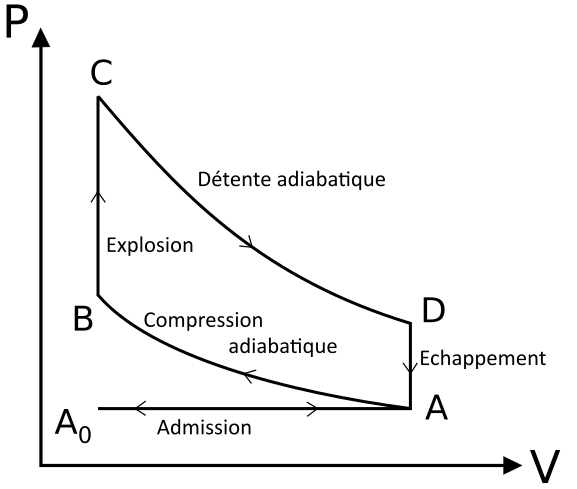 P
C
Détente adiabatique
Explosion
D
B
Compression
adiabatique
Echappement
A
A₀
Admission
V